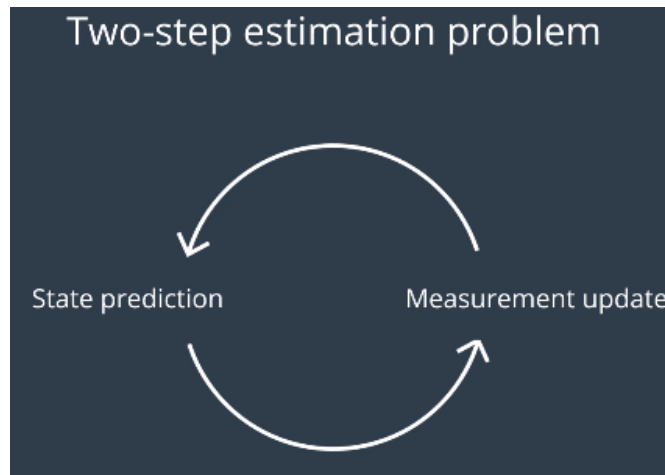 Two-step estimation problem
State prediction
Measurement update